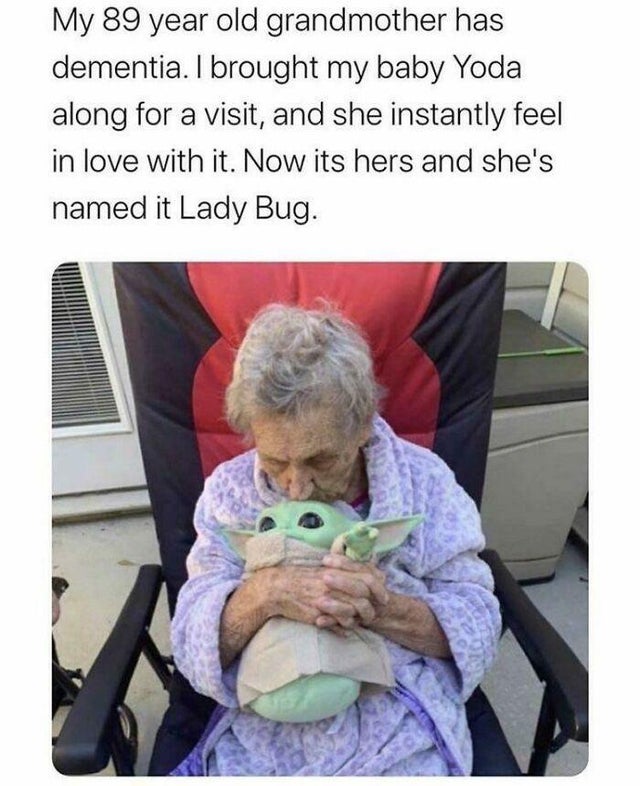 My 89 year old grandmother has
dementia. I brought my baby Yoda
along for a visit, and she instantly feel
in love with it. Now its hers and she's
named it Lady Bug.